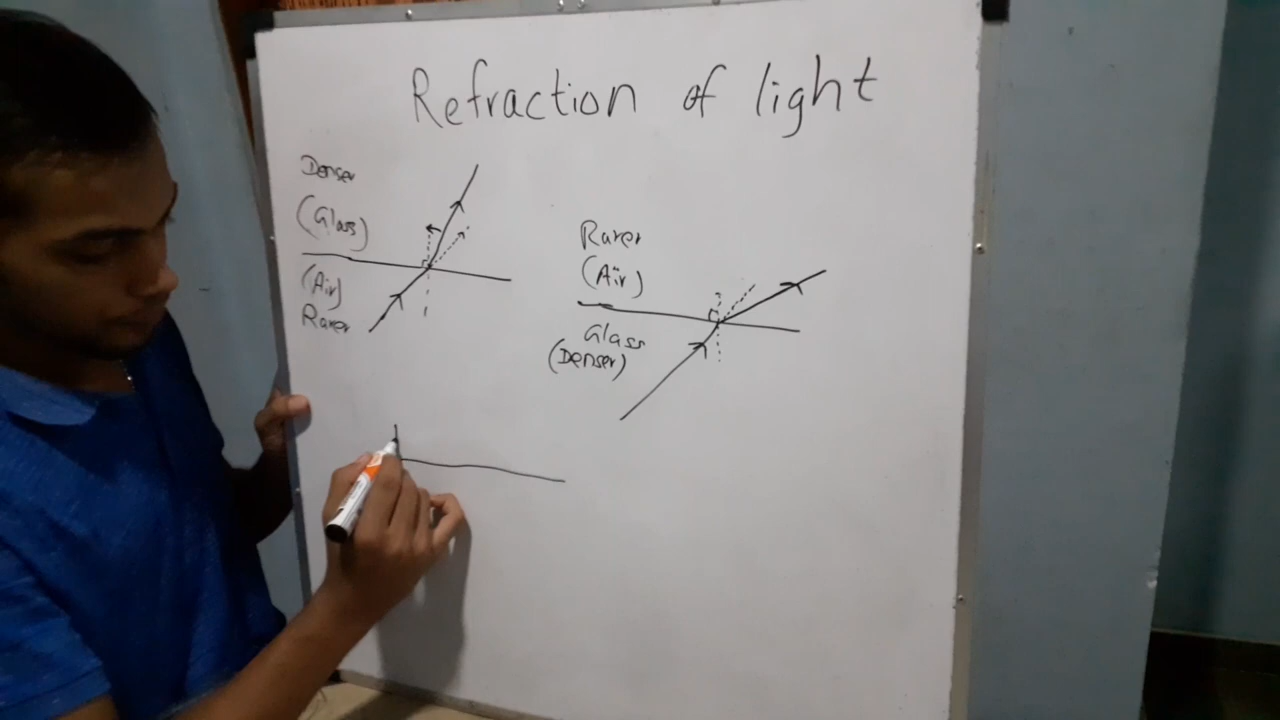 Refraction of light
Denser
(Glass)
(Air)
Rarer
Rarer
(Air)
Glass
(Denser)